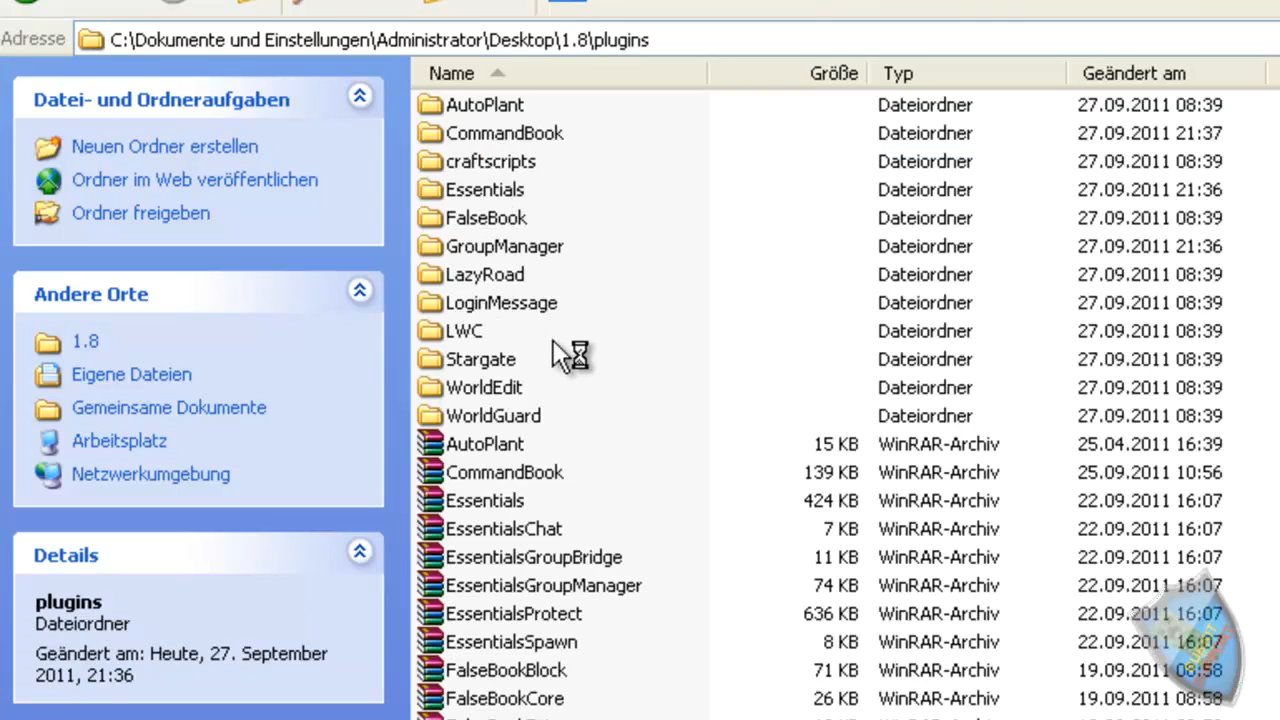 Adresse C:\Dokumente und Einstellungen\Administrator\Desktop\1.8\plugins
Datei- und Ordneraufgaben
Neuen Ordner erstellen
Ordner im Web veröffentlichen
Ordner freigeben
Andere Orte
1.8
Eigene Dateien
Gemeinsame Dokumente
Arbeitsplatz
Netzwerkumgebung
Details
plugins
Dateiordner
Geändert am: Heute, 27. September
2011, 21:36
Name Größe Typ Geändert am
AutoPlant Dateiordner 27.09.2011 08:39
CommandBook Dateiordner 27.09.2011 21:37
craftscripts Dateiordner 27.09.2011 08:39
Essentials Dateiordner 27.09.2011 21:36
FalseBook Dateiordner 27.09.2011 08:39
GroupManager Dateiordner 27.09.2011 21:36
LazyRoad Dateiordner 27.09.2011 08:39
LoginMessage Dateiordner 27.09.2011 08:39
LWC Dateiordner 27.09.2011 08:39
Stargate Dateiordner 27.09.2011 08:39
WorldEdit Dateiordner 27.09.2011 08:39
WorldGuard Dateiordner 27.09.2011 08:39
AutoPlant 15 KB WinRAR-Archiv 25.04.2011 16:39
CommandBook 139 KB WinRAR-Archiv 25.09.2011 10:56
Essentials 424 KB WinRAR-Archiv 22.09.2011 16:07
EssentialsChat 7 KB WinRAR-Archiv 22.09.2011 16:07
EssentialsGroupBridge 11 KB WinRAR-Archiv 22.09.2011 16:07
EssentialsGroupManager 74 KB WinRAR-Archiv 22.09.2011 16:07
EssentialsProtect 636 KB WinRAR-Archiv 22.09.2011 16:07
EssentialsSpawn 8 KB WinRAR-Archiv 22.09.2011 16:07
FalseBookBlock 71 KB WinRAR-Archiv 19.09.2011 08:58
FalseBookCore 26 KB WinRAR-Archiv 19.09.2011 08:58